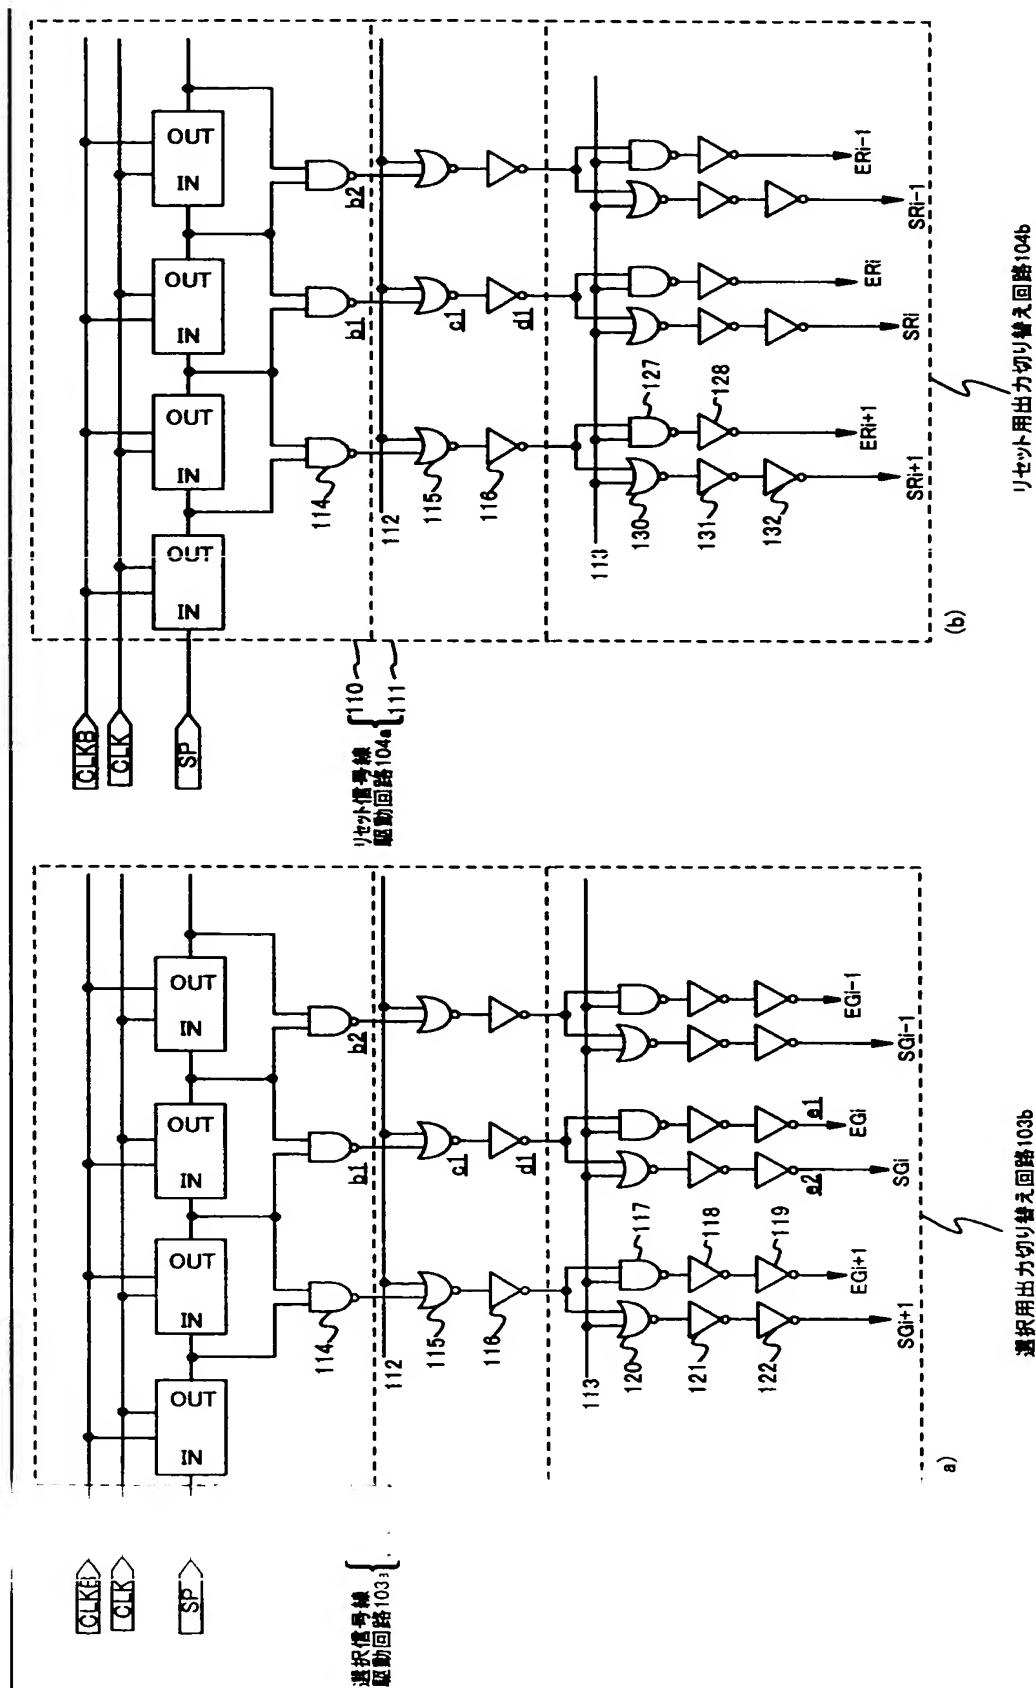 CLKB
CLK
SP
OUT
IN
OUT
IN
OUT
IN
OUT
IN
114
b1
b2
リセット信号線
駆動回路104a
110
111
112
115
c1
116
d1
113
127
128
130
131
132
SRi+1
ERi+1
SRi
ERi
SRi-1
ERi-1
(b)
リセット用出力切り替え回路104b
CLKB
CLK
SP
OUT
IN
OUT
IN
OUT
IN
OUT
IN
114
b1
b2
選択信号線
駆動回路103a
112
115
c1
116
d1
113
117
118
119
120
121
122
e1
e2
SGi+1
EGi+1
SGi
EGi
SGi-1
EGi-1
a)
選択用出力切り替え回路103b